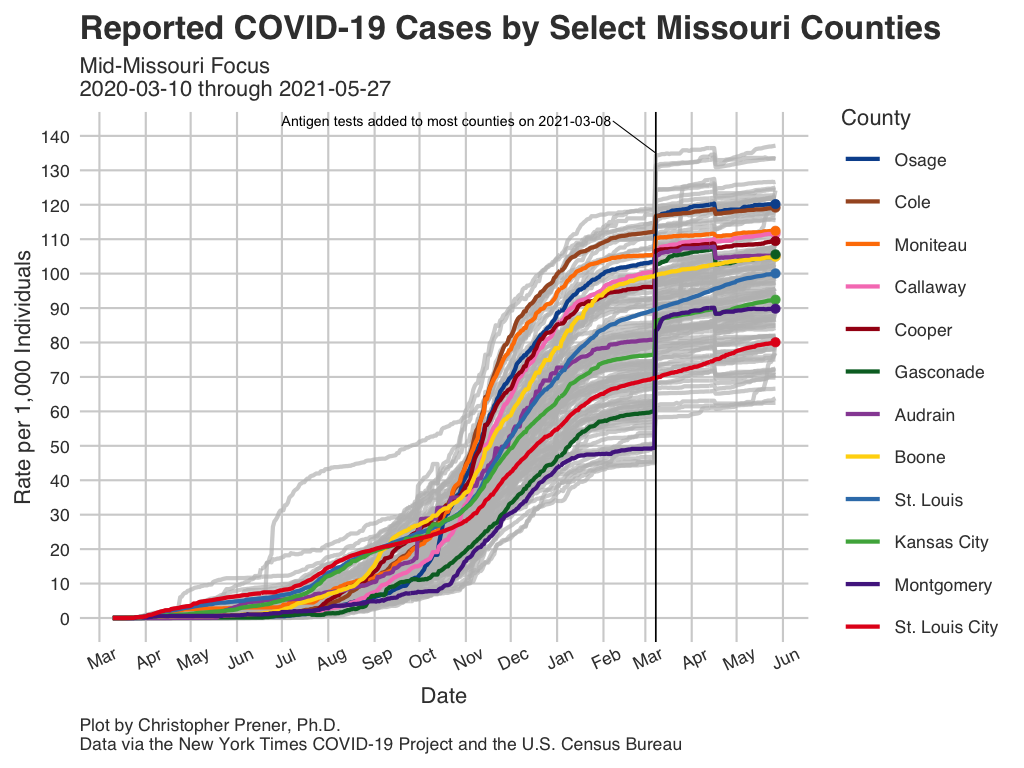 Reported COVID-19 Cases by Select Missouri Counties
Mid-Missouri Focus
2020-03-10 through 2021-05-27
Antigen tests added to most counties on 2021-03-08
Rate per 1,000 Individuals
140
130
120
110
100
90
80
70
60
50
40
30
20
10
0
Mar Apr May Jun Jul Aug Sep Oct Nov Dec Jan Feb Mar Apr May Jun
Date
County
Osage
Cole
Moniteau
Callaway
Cooper
Gasconade
Audrain
Boone
St. Louis
Kansas City
Montgomery
St. Louis City
Plot by Christopher Prener, Ph.D.
Data via the New York Times COVID-19 Project and the U.S. Census Bureau